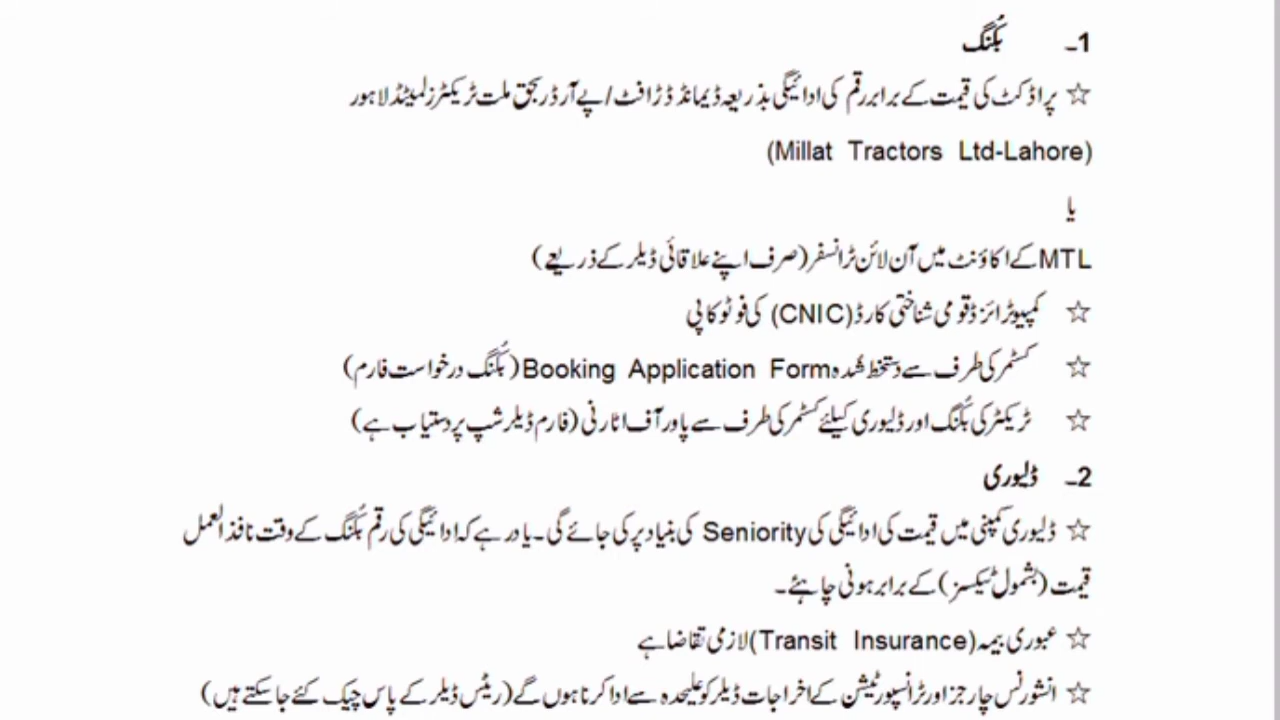 1۔ بُکنگ
☆ پراڈکٹ کی قیمت کے برابر رقم کی ادائیگی بذریعہ ڈیمانڈ ڈرافٹ/پے آرڈر بحق ملت ٹریکٹرز لمیٹڈ لاہور
(Millat Tractors Ltd-Lahore)
یا
MTL کے اکاؤنٹ میں آن لائن ٹرانسفر (صرف اپنے علاقائی ڈیلر کے ذریعے)
☆ کمپیوٹرائزڈ قومی شناختی کارڈ (CNIC) کی فوٹو کاپی
☆ کسٹمر کی طرف سے دستخط شُدہ Booking Application Form (بُکنگ درخواست فارم)
☆ ٹریکٹر کی بُکنگ اور ڈلیوری کیلئے کسٹمر کی طرف سے پاور آف اٹارنی (فارم ڈیلر شپ پر دستیاب ہے)
2۔ ڈلیوری
☆ ڈلیوری کمپنی میں قیمت کی ادائیگی کی Seniority کی بنیاد پر کی جائے گی۔ یاد رہے کہ ادائیگی کی رقم بُکنگ کے وقت نافذ العمل
قیمت (بشمول ٹیکسز) کے برابر ہونی چاہئے۔
☆ عبوری بیمہ (Transit Insurance) لازمی تقاضا ہے
☆ انشورنس چارجز اور ٹرانسپورٹیشن کے اخراجات ڈیلر کو علیحدہ سے ادا کرنا ہوں گے (ریٹس ڈیلر کے پاس چیک کئے جا سکتے ہیں)